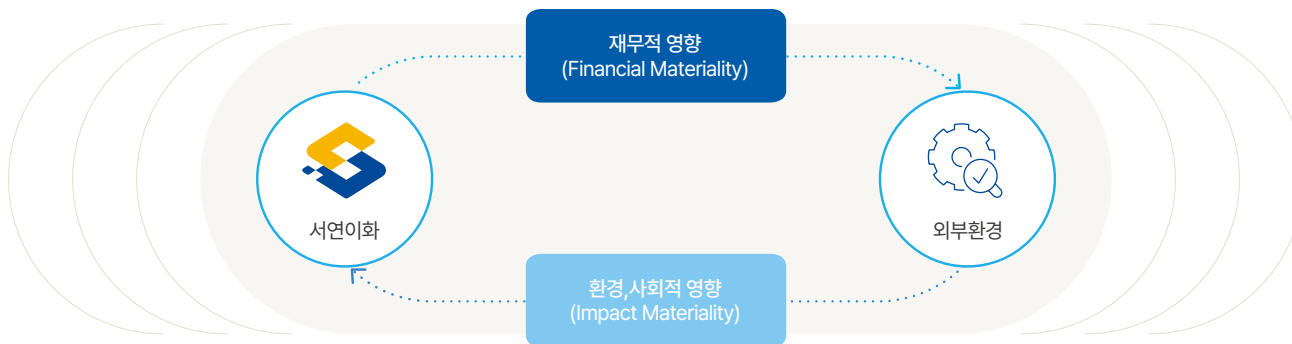 재무적 영향
(Financial Materiality)
서연이화
외부환경
환경,사회적 영향
(Impact Materiality)